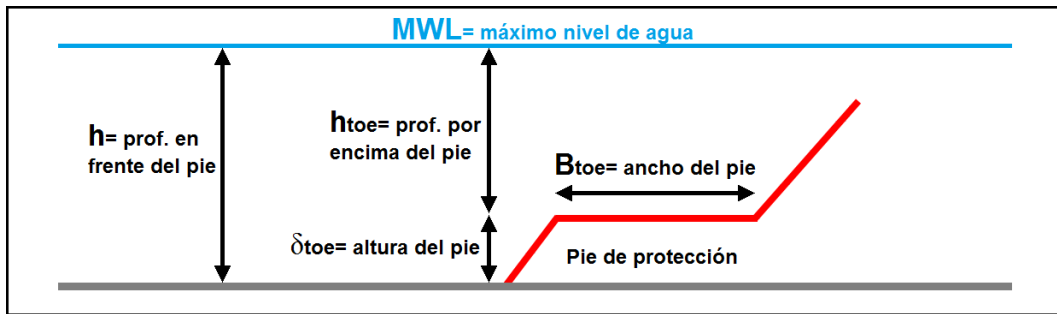 MWL= máximo nivel de agua
h= prof. en
frente del pie
htoe= prof. por
encima del pie
Btoe= ancho del pie
δtoe= altura del pie
Pie de protección